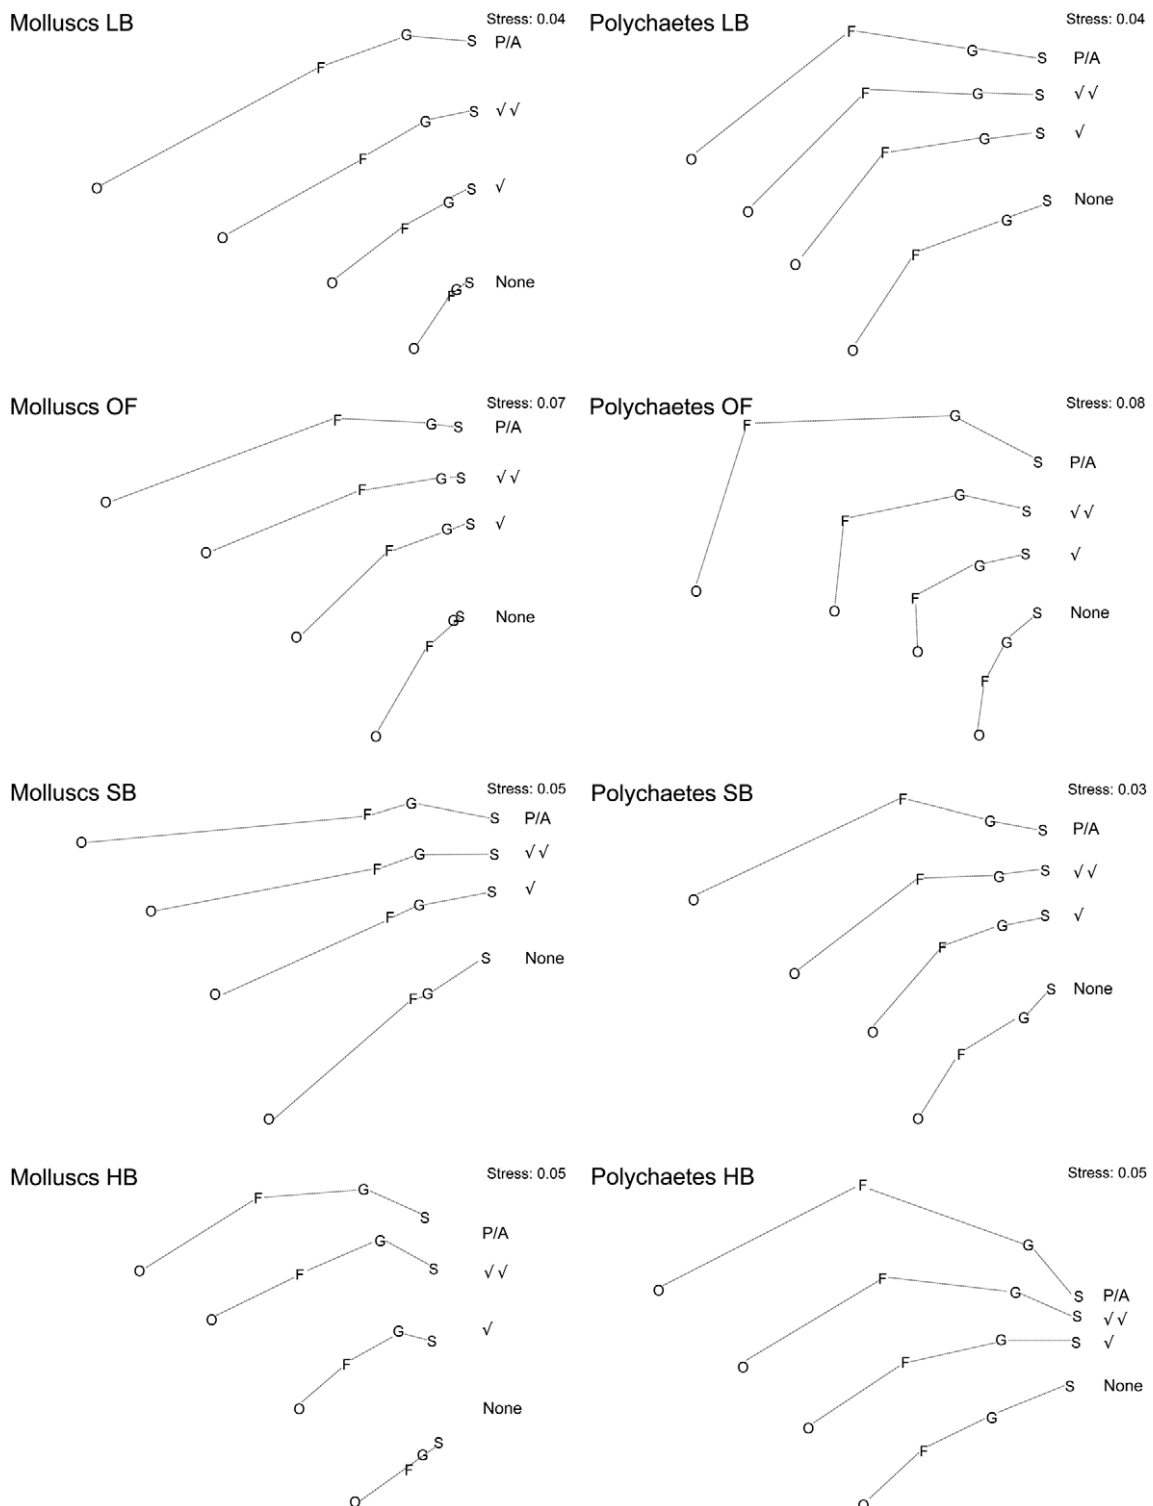 Molluscs LB
Stress: 0.04
O F G S P/A
O F G S √√
O F G S √
O F G S None
Polychaetes LB
Stress: 0.04
O F G S P/A
O F G S √√
O F G S √
O F G S None
Molluscs OF
Stress: 0.07
O F G S P/A
O F G S √√
O F G S √
O F G S None
Polychaetes OF
Stress: 0.08
O F G S P/A
O F G S √√
O F G S √
O F G S None
Molluscs SB
Stress: 0.05
O F G S P/A
O F G S √√
O F G S √
O F G S None
Polychaetes SB
Stress: 0.03
O F G S P/A
O F G S √√
O F G S √
O F G S None
Molluscs HB
Stress: 0.05
O F G S P/A
O F G S √√
O F G S √
O F G S None
Polychaetes HB
Stress: 0.05
O F G S P/A
O F G S √√
O F G S √
O F G S None